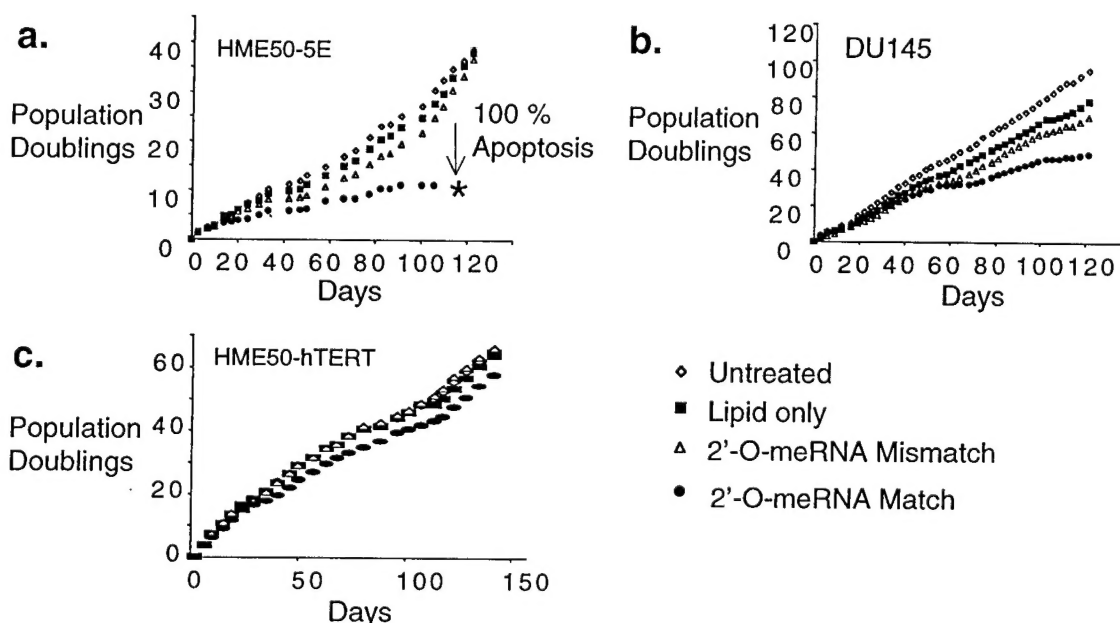 a.
HME50-5E
Population
Doublings
40
30
20
10
0
100 %
Apoptosis
*
0 20 40 60 80 100 120
Days
b.
DU145
Population
Doublings
120
100
80
60
40
20
0
0 20 40 60 80 100 120
Days
c.
HME50-hTERT
Population
Doublings
60
40
20
0
0 50 100 150
Days
Untreated
Lipid only
2'-O-meRNA Mismatch
2'-O-meRNA Match